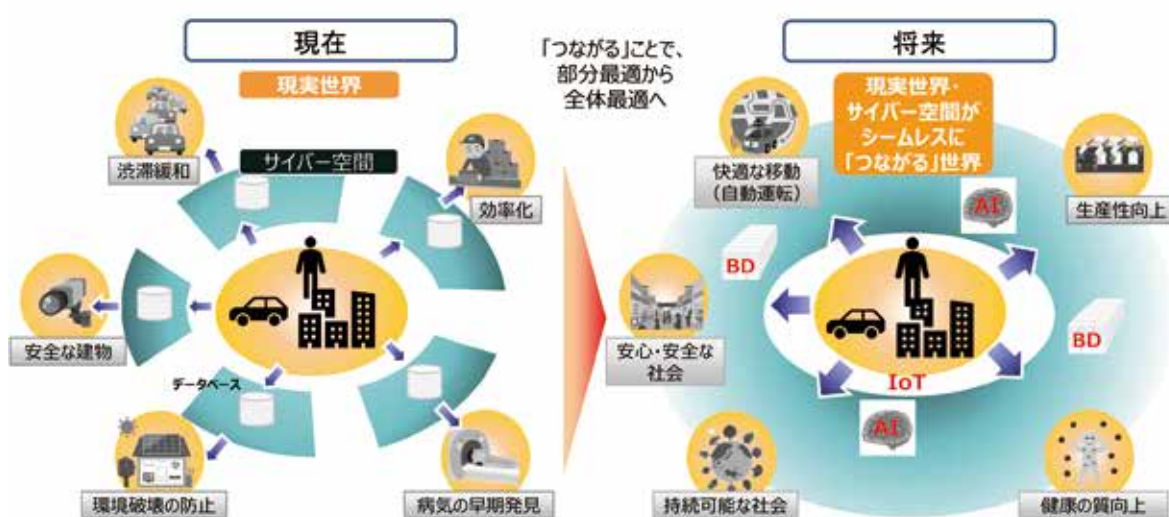 現在
現実世界
サイバー空間
渋滞緩和
効率化
安全な建物
データベース
環境破壊の防止
病気の早期発見
「つながる」ことで、
部分最適から
全体最適へ
将来
現実世界・
サイバー空間が
シームレスに
「つながる」世界
快適な移動
(自動運転)
AI
生産性向上
BD
安心・安全な
社会
BD
IoT
AI
持続可能な社会
健康の質向上